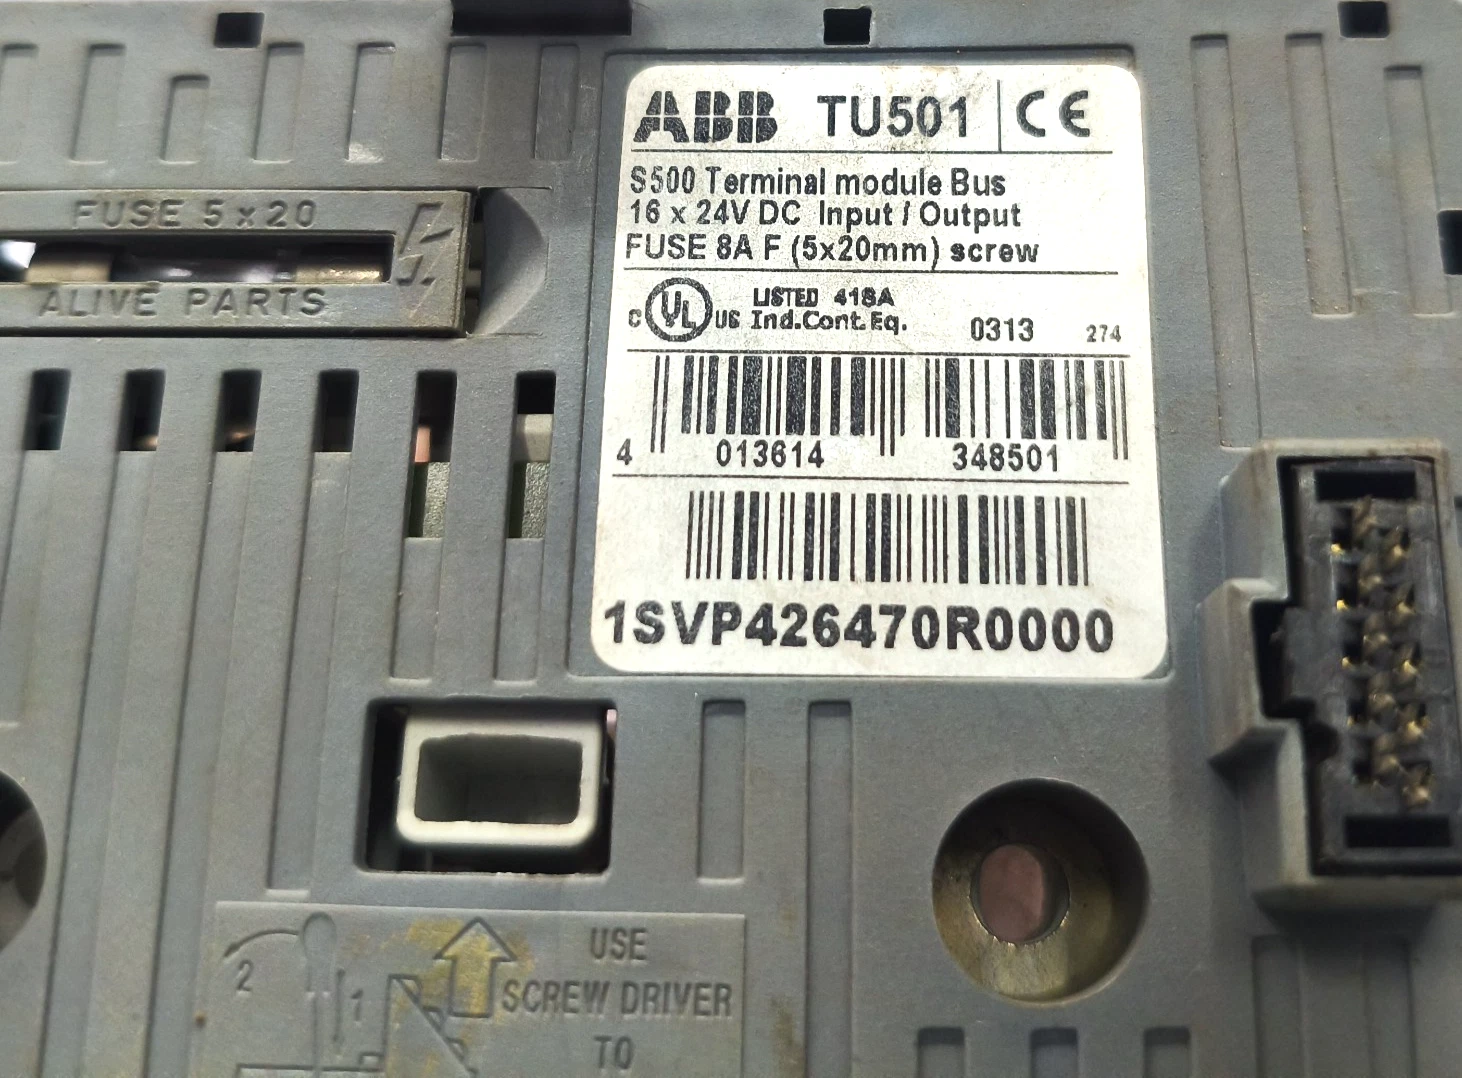 ABB TU501 CE
S500 Terminal module Bus
16 x 24V DC Input / Output
FUSE 8A F (5x20mm) screw
C UL US LISTED 418A
Ind.Cont.Eq. 0313 274
4 013614 348501
1SVP426470R0000
FUSE 5x20
ALIVE PARTS
2
1
USE
SCREW DRIVER
TO